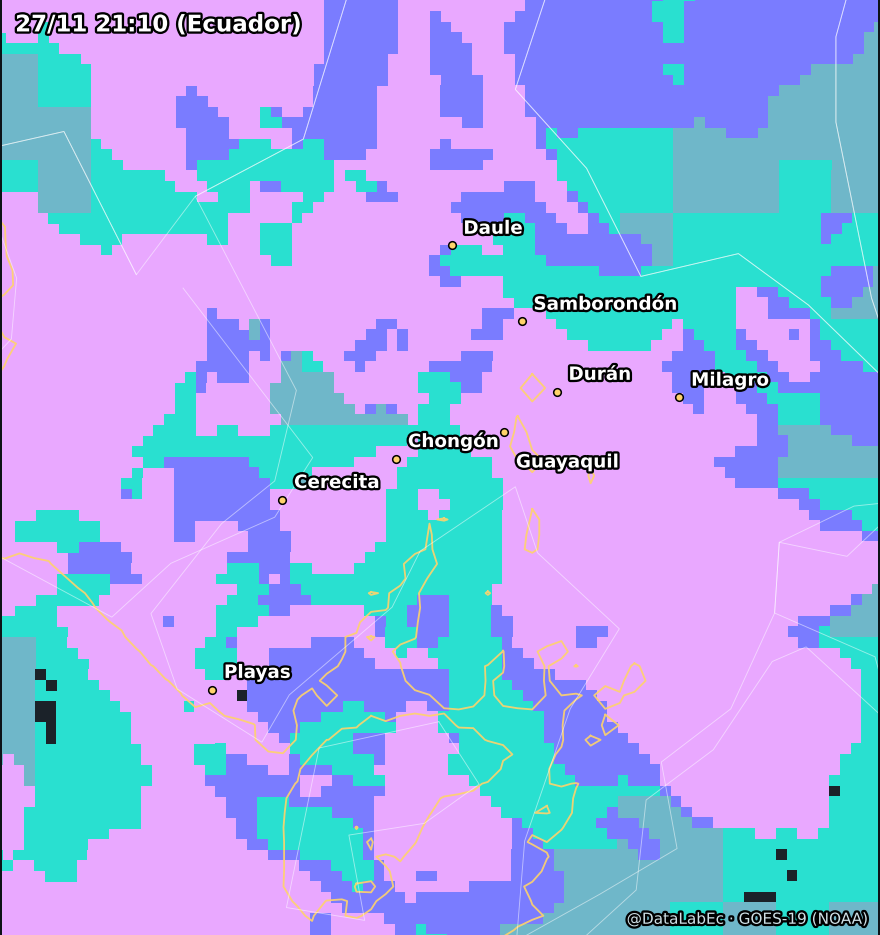 27/11 21:10 (Ecuador)
Daule
Samborondón
Durán
Milagro
Chongón
Guayaquil
Cerecita
Playas
@DataLabEc · GOES-19 (NOAA)